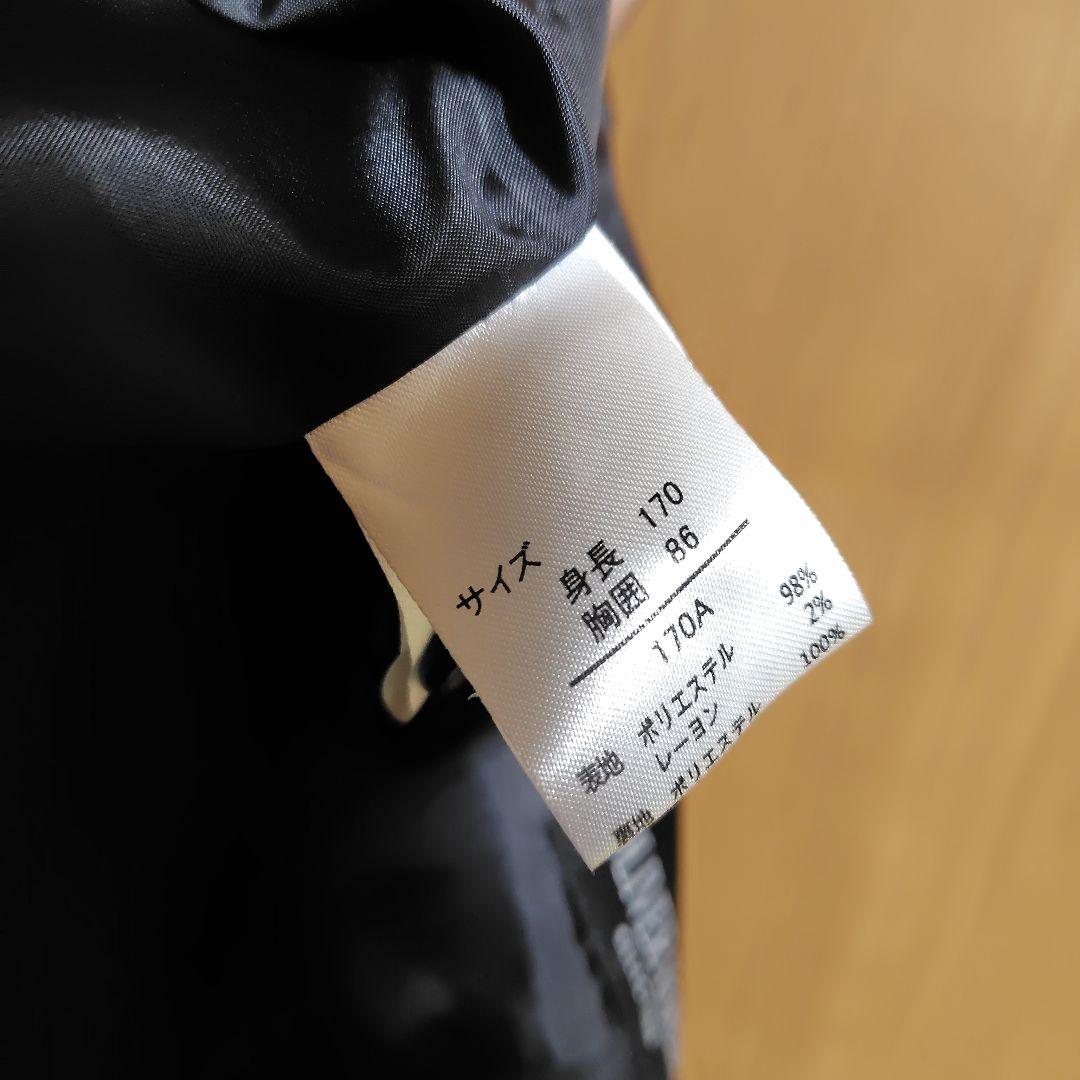 サイズ
身長 170
胸囲 86
170A
表地 ポリエステル 98%
レーヨン 2%
裏地 ポリエステル 100%